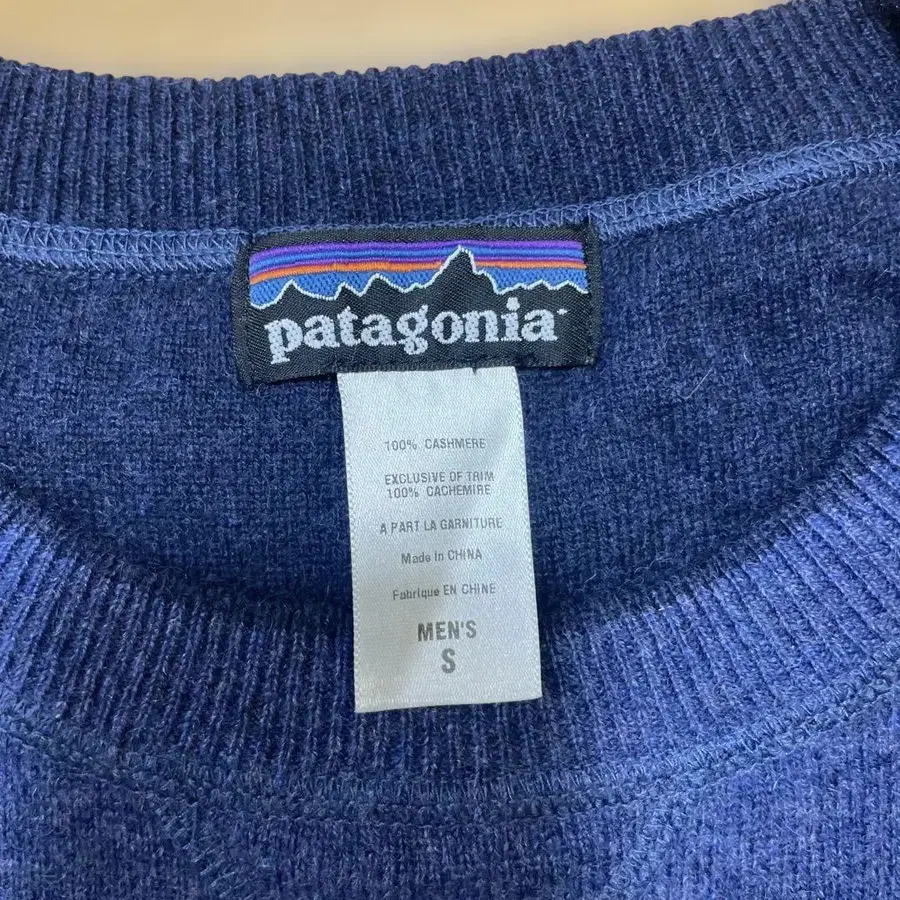 patagonia
100% CASHMERE
EXCLUSIVE OF TRIM
100% CACHEMIRE
A PART LA GARNITURE
Made In CHINA
Fabrique EN CHINE
MEN'S
S